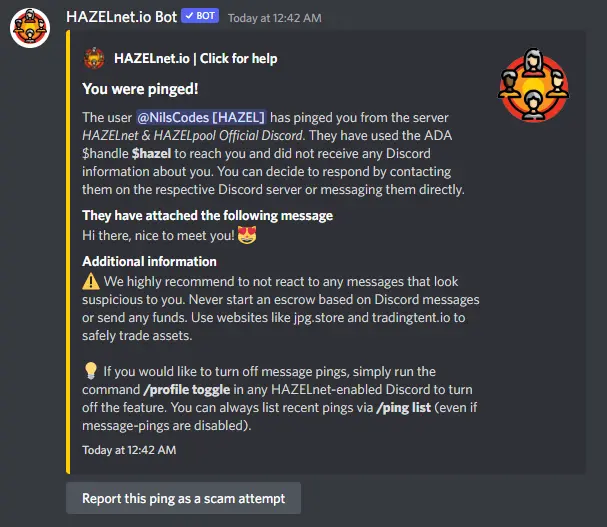 HAZELnet.io Bot ✓ BOT Today at 12:42 AM
HAZELnet.io | Click for help
You were pinged!
The user @NilsCodes [HAZEL] has pinged you from the server
HAZELnet & HAZELpool Official Discord. They have used the ADA
$handle $hazel to reach you and did not receive any Discord
information about you. You can decide to respond by contacting
them on the respective Discord server or messaging them directly.
They have attached the following message
Hi there, nice to meet you! 😍
Additional information
⚠️ We highly recommend to not react to any messages that look
suspicious to you. Never start an escrow based on Discord messages
or send any funds. Use websites like jpg.store and tradingtent.io to
safely trade assets.
💡 If you would like to turn off message pings, simply run the
command /profile toggle in any HAZELnet-enabled Discord to turn
off the feature. You can always list recent pings via /ping list (even if
message-pings are disabled).
Today at 12:42 AM
Report this ping as a scam attempt